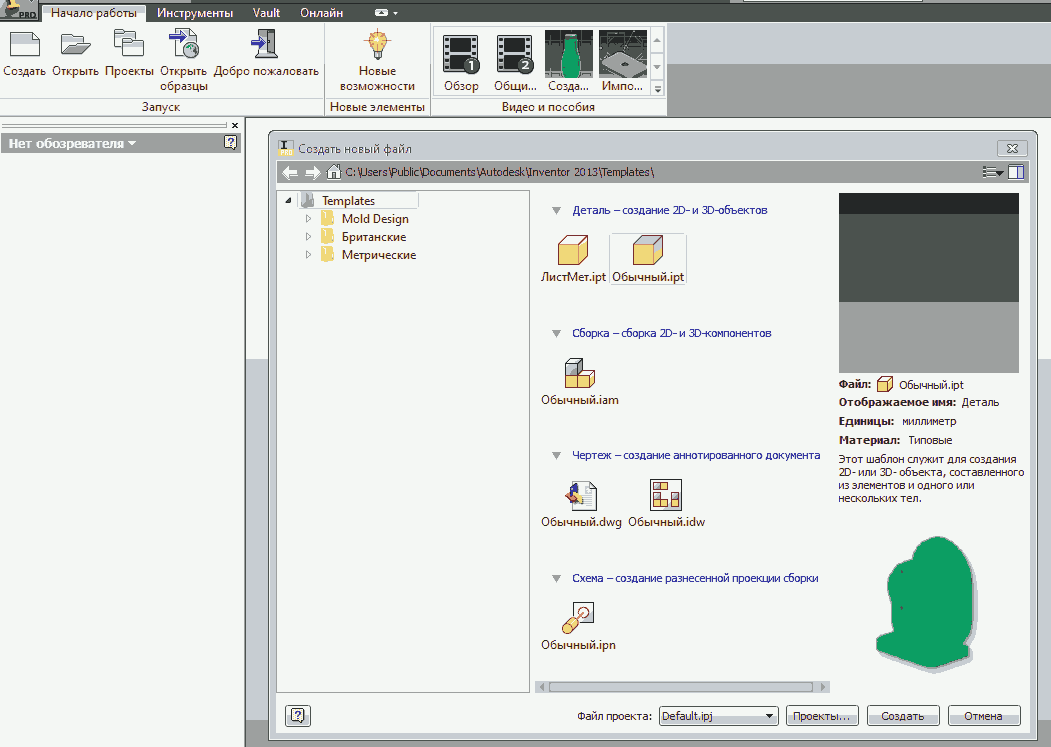 PRO
Начало работы Инструменты Vault Онлайн
Создать Открыть Проекты Открыть образцы Добро пожаловать
Новые возможности
1 2
Обзор Общи... Созда... Импо...
Запуск Новые элементы Видео и пособия
Нет обозревателя
Создать новый файл
C:\Users\Public\Documents\Autodesk\Inventor 2013\Templates\
Templates
Mold Design
Британские
Метрические
Деталь – создание 2D- и 3D-объектов
ЛистМет.ipt Обычный.ipt
Сборка – сборка 2D- и 3D-компонентов
Обычный.iam
Чертеж – создание аннотированного документа
Обычный.dwg Обычный.idw
Схема – создание разнесенной проекции сборки
Обычный.ipn
Файл: Обычный.ipt
Отображаемое имя: Деталь
Единицы: миллиметр
Материал: Типовые
Этот шаблон служит для создания
2D- или 3D- объекта, составленного
из элементов и одного или
нескольких тел.
Файл проекта: Default.ipj Проекты... Создать Отмена